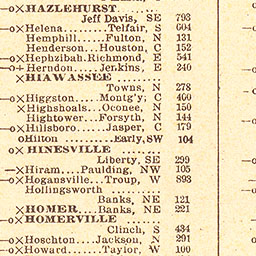 —o×HAZLEHURST......
Jeff Davis, SE 793
—o×Helena.........Telfair, S 604
Hemphill......Fulton, N 131
Henderson...Houston, C 152
—o×Hephzibah.Richmond, E 541
—o—Herndon......Jenkins, E 240
×HIAWASSEE .......
Towns, N 278
—o×Higgston....Montg'y, C 400
×Highshoals...Oconee, N 150
Hightower...Forsyth, N 144
—o×Hillsboro......Jasper, C 179
oHilton ..........Early, SW 104
o×HINESVILLE .......
Liberty, SE 299
—×Hiram....Paulding, NW 105
—o×Hogansville...Troup, W 893
Hollingsworth ........
Banks, NE 121
×HOMER....Banks, NE 221
—o×HOMERVILLE ......
Clinch, S 434
—o×Hoschton...Jackson, N 291
—o×Howard......Taylor, W 100